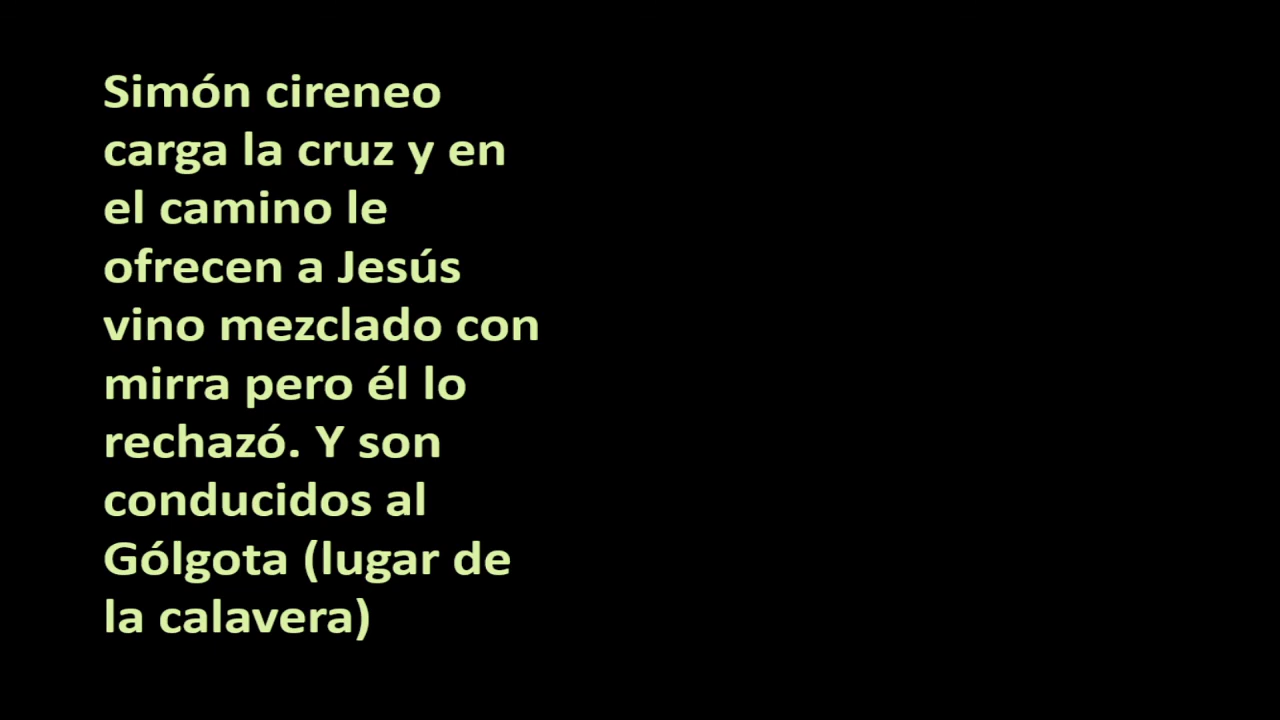 Simón cireneo
carga la cruz y en
el camino le
ofrecen a Jesús
vino mezclado con
mirra pero él lo
rechazó. Y son
conducidos al
Gólgota (lugar de
la calavera)